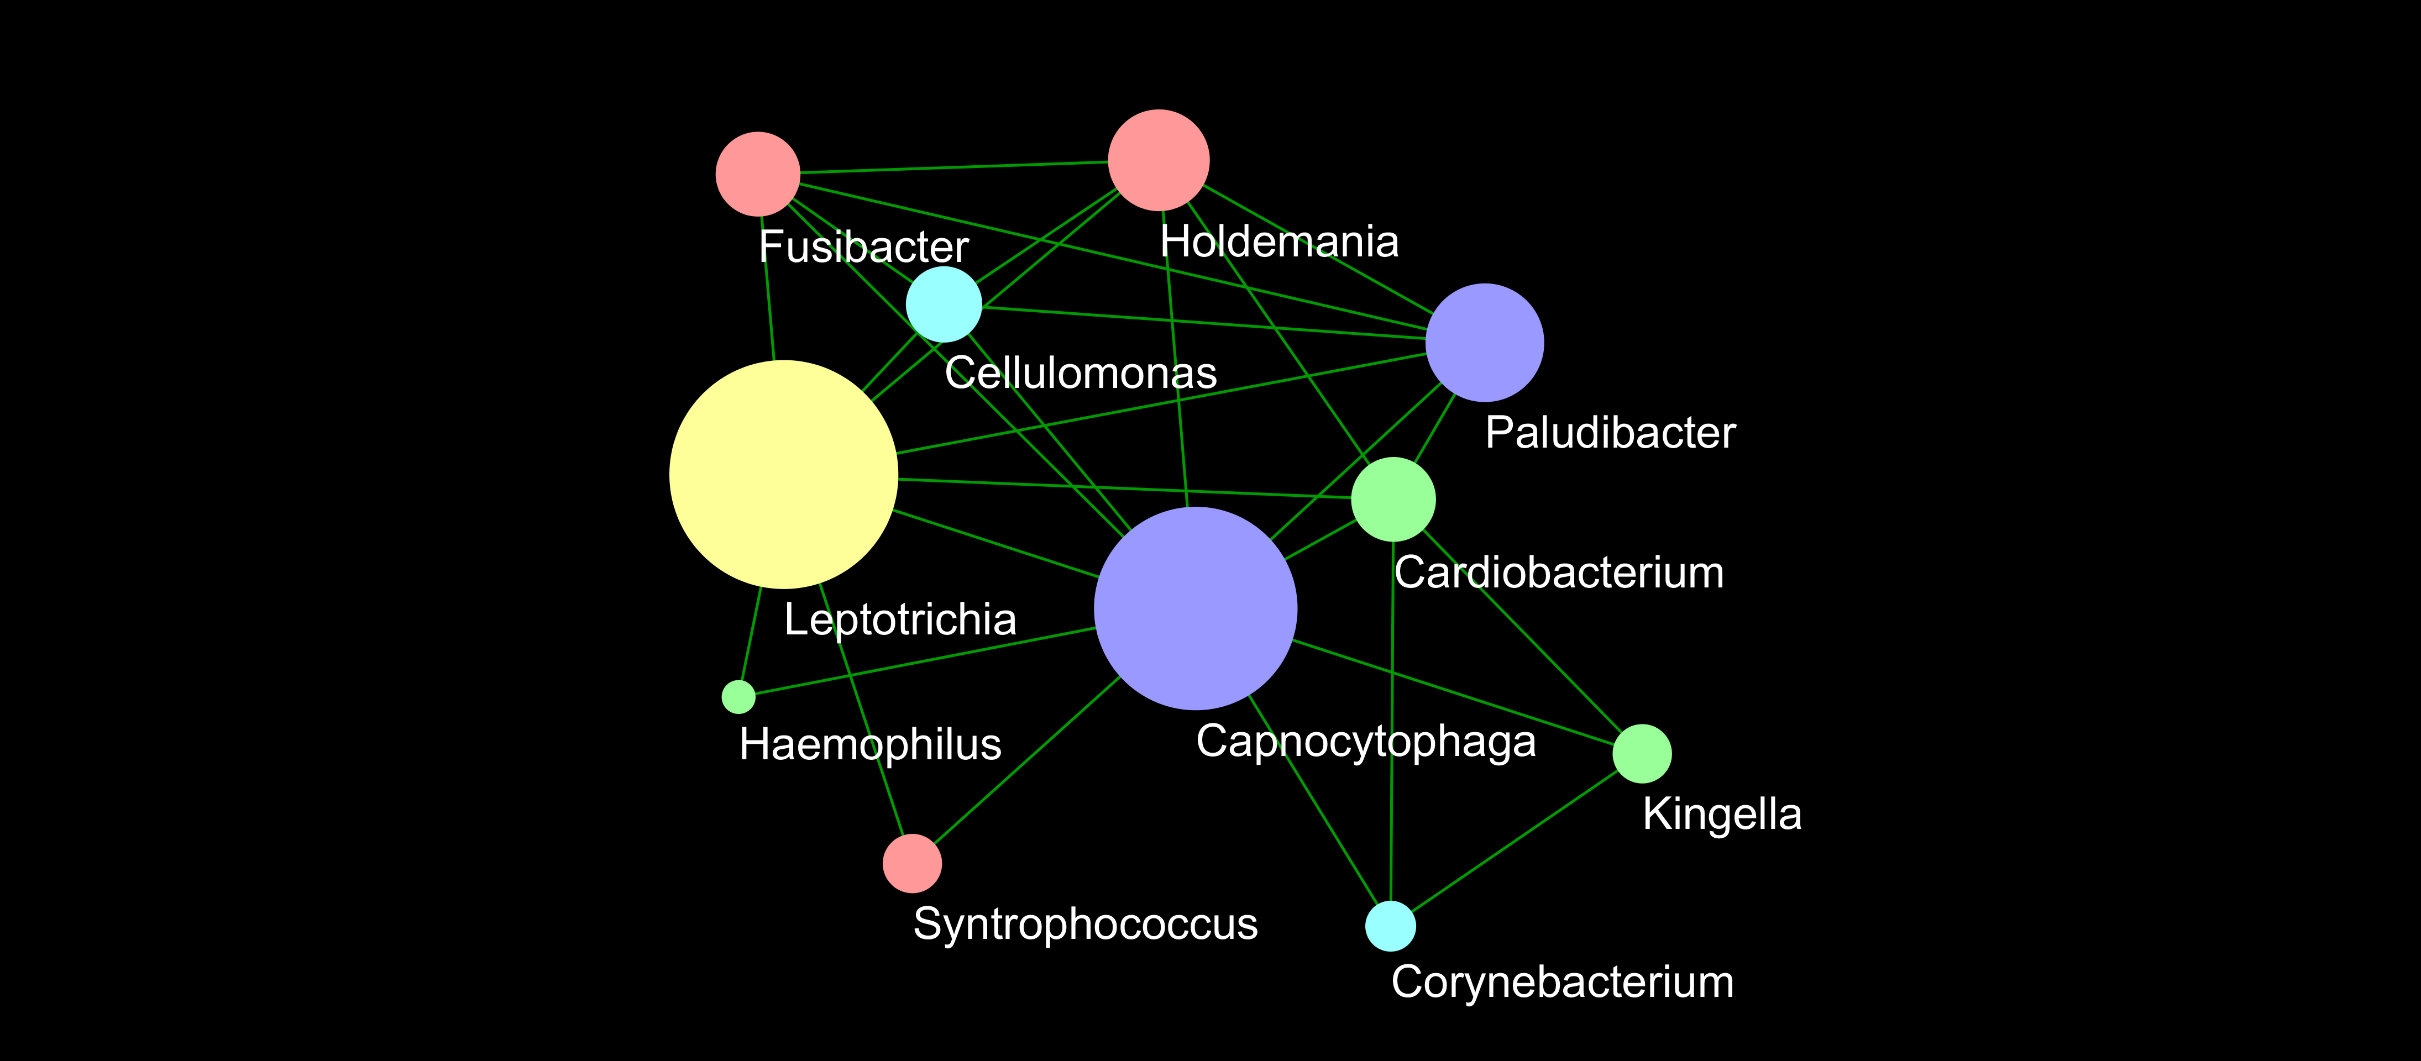 Fusibacter
Holdemania
Cellulomonas
Paludibacter
Cardiobacterium
Leptotrichia
Haemophilus
Capnocytophaga
Kingella
Syntrophococcus
Corynebacterium